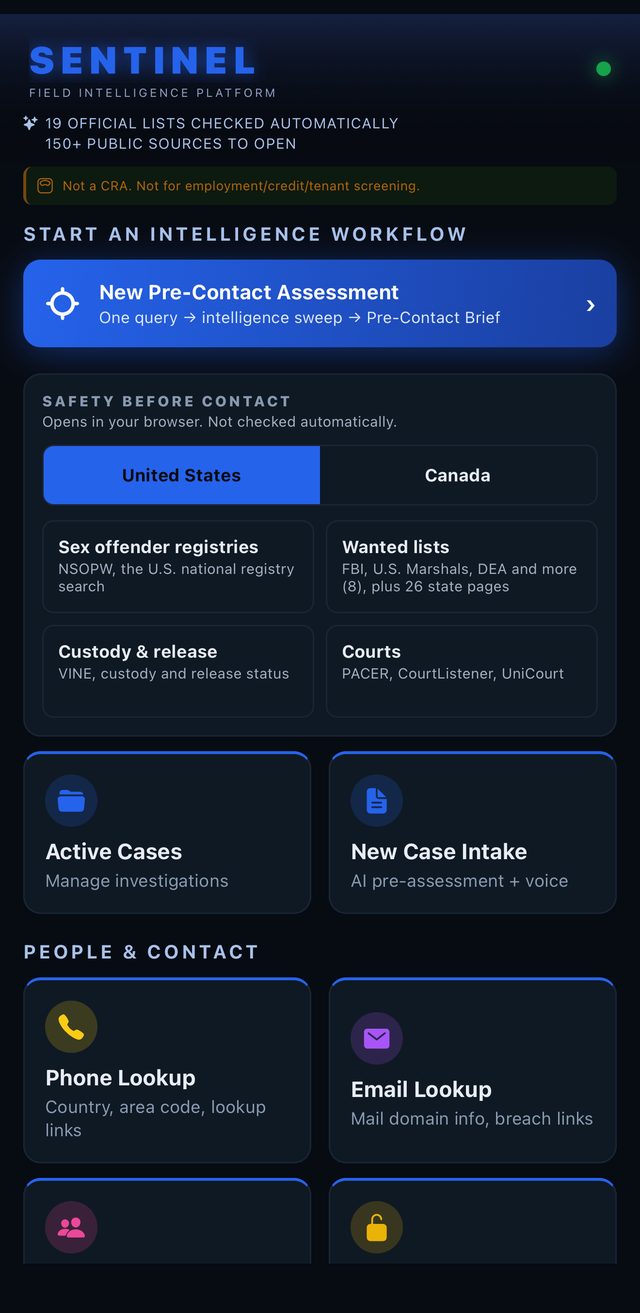 SENTINEL
FIELD INTELLIGENCE PLATFORM
19 OFFICIAL LISTS CHECKED AUTOMATICALLY
150+ PUBLIC SOURCES TO OPEN
Not a CRA. Not for employment/credit/tenant screening.
START AN INTELLIGENCE WORKFLOW
New Pre-Contact Assessment
One query → intelligence sweep → Pre-Contact Brief
SAFETY BEFORE CONTACT
Opens in your browser. Not checked automatically.
United States
Canada
Sex offender registries
NSOPW, the U.S. national registry
search
Wanted lists
FBI, U.S. Marshals, DEA and more
(8), plus 26 state pages
Custody & release
VINE, custody and release status
Courts
PACER, CourtListener, UniCourt
Active Cases
Manage investigations
New Case Intake
AI pre-assessment + voice
PEOPLE & CONTACT
Phone Lookup
Country, area code, lookup
links
Email Lookup
Mail domain info, breach links